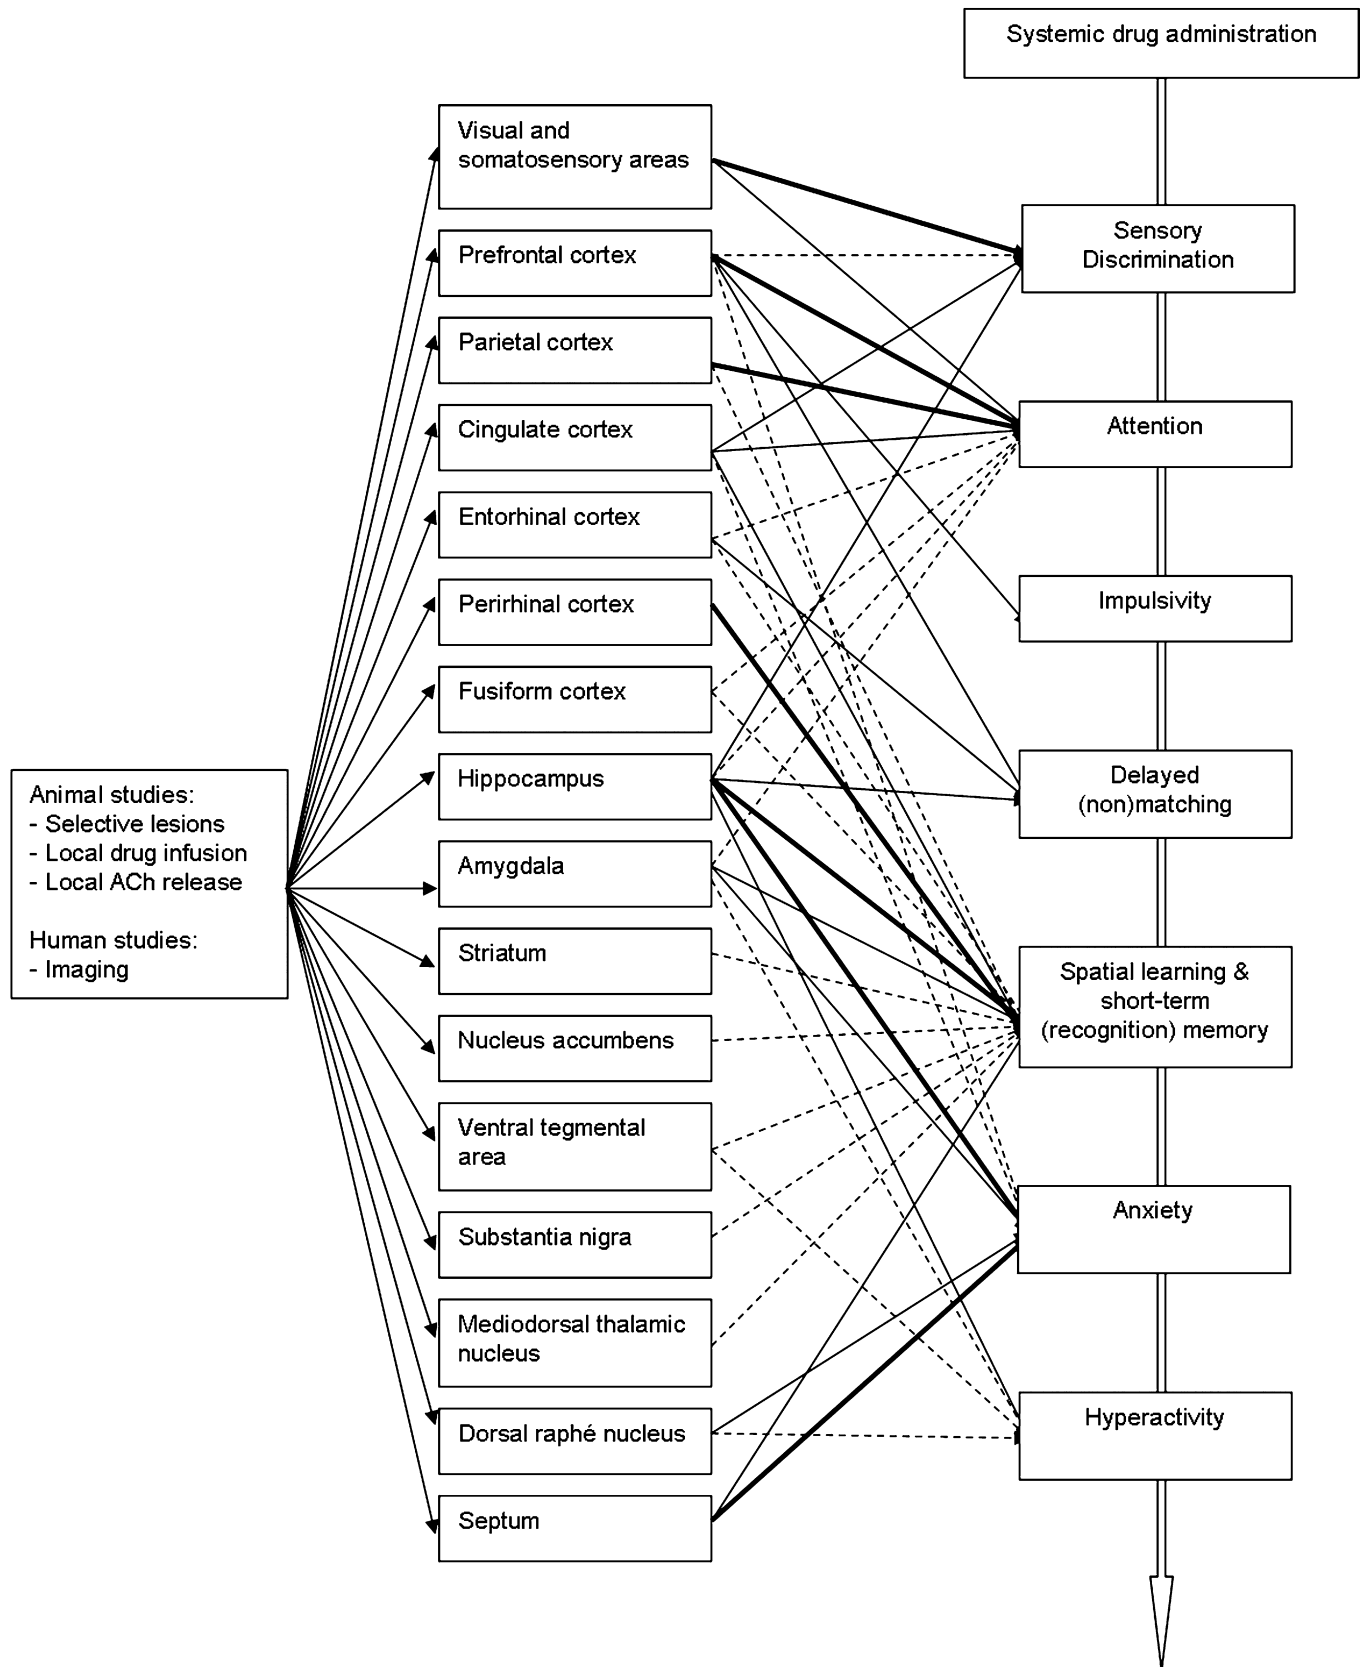 Systemic drug administration
Visual and
somatosensory areas
Prefrontal cortex
Parietal cortex
Cingulate cortex
Entorhinal cortex
Perirhinal cortex
Fusiform cortex
Hippocampus
Amygdala
Striatum
Nucleus accumbens
Ventral tegmental
area
Substantia nigra
Mediodorsal thalamic
nucleus
Dorsal raphé nucleus
Septum
Animal studies:
- Selective lesions
- Local drug infusion
- Local ACh release
Human studies:
- Imaging
Sensory
Discrimination
Attention
Impulsivity
Delayed
(non)matching
Spatial learning &
short-term
(recognition) memory
Anxiety
Hyperactivity